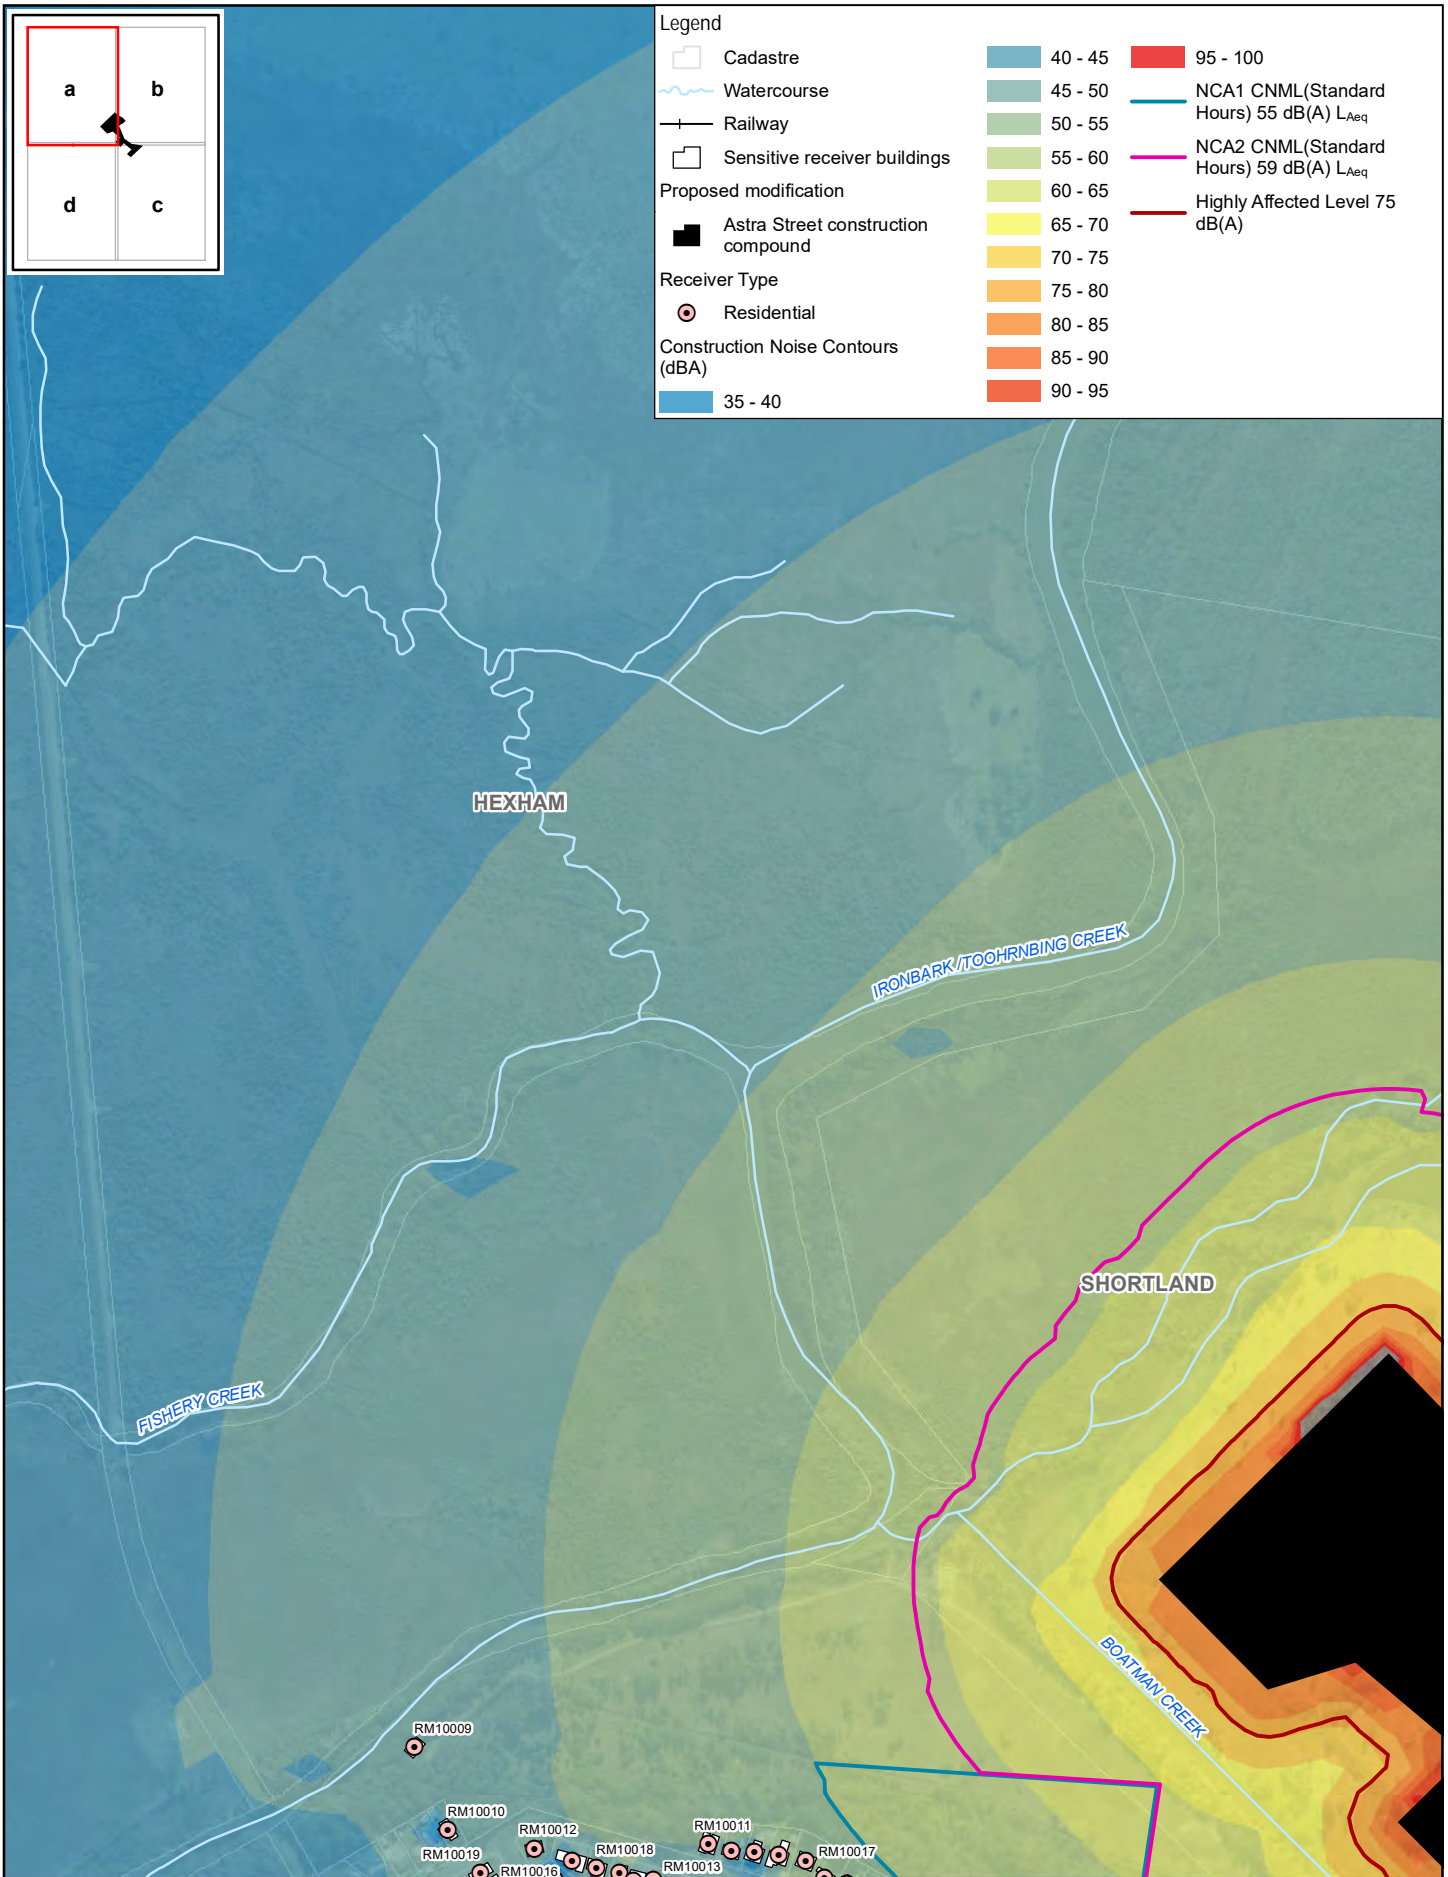 a
b
d
c
Legend
Cadastre
Watercourse
Railway
Sensitive receiver buildings
Proposed modification
Astra Street construction
compound
Receiver Type
Residential
Construction Noise Contours
(dBA)
35 - 40
40 - 45
45 - 50
50 - 55
55 - 60
60 - 65
65 - 70
70 - 75
75 - 80
80 - 85
85 - 90
90 - 95
95 - 100
NCA1 CNML(Standard
Hours) 55 dB(A) LAeq
NCA2 CNML(Standard
Hours) 59 dB(A) LAeq
Highly Affected Level 75
dB(A)
HEXHAM
IRONBARK /TOOHRNBING CREEK
SHORTLAND
FISHERY CREEK
BOATMAN CREEK
RM10009
RM10010
RM10012
RM10011
RM10019
RM10016
RM10018
RM10013
RM10017